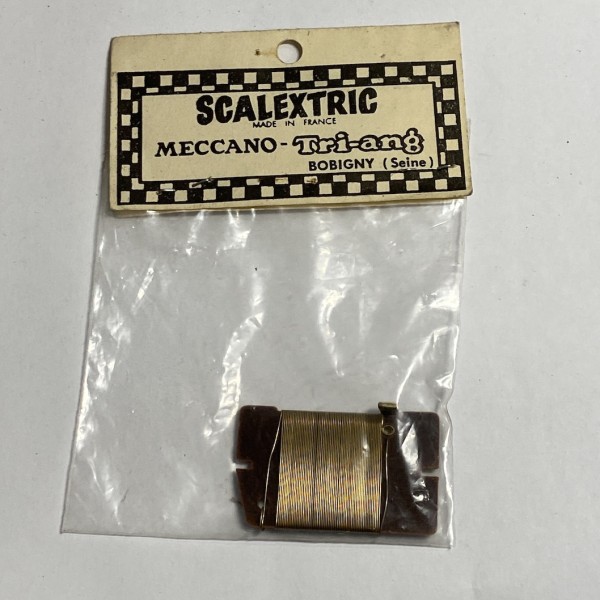 SCALEXTRIC
MADE IN FRANCE
MECCANO - Tri-ang
BOBIGNY (Seine)